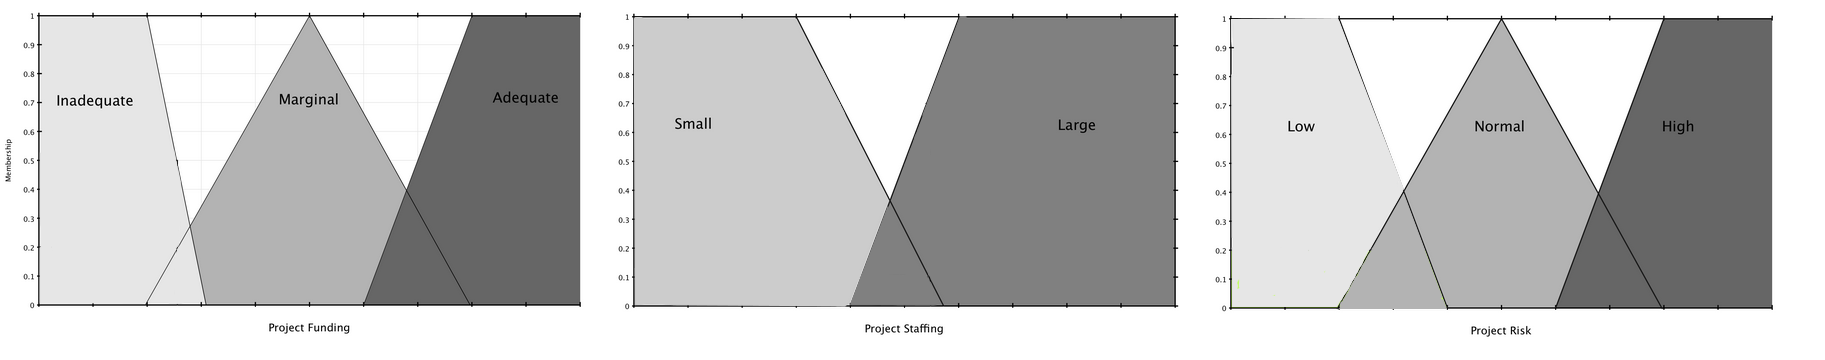 1
0.9
0.8
0.7
0.6
0.5
0.4
0.3
0.2
0.1
0
Membership
Inadequate
Marginal
Adequate
Project Funding
1
0.9
0.8
0.7
0.6
0.5
0.4
0.3
0.2
0.1
0
Small
Large
Project Staffing
1
0.9
0.8
0.7
0.6
0.5
0.4
0.3
0.2
0.1
0
Low
Normal
High
Project Risk